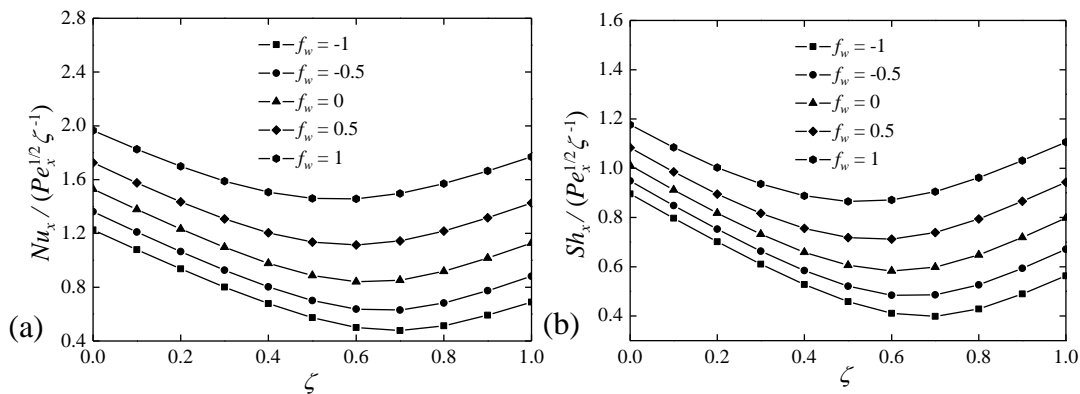 2.8
2.4
2.0
1.6
1.2
0.8
0.4
Nu_x / (Pe_x^{1/2} ζ^{-1})
f_w = -1
f_w = -0.5
f_w = 0
f_w = 0.5
f_w = 1
0.0 0.2 0.4 0.6 0.8 1.0
ζ
(a)
1.6
1.4
1.2
1.0
0.8
0.6
0.4
Sh_x / (Pe_x^{1/2} ζ^{-1})
f_w = -1
f_w = -0.5
f_w = 0
f_w = 0.5
f_w = 1
0.0 0.2 0.4 0.6 0.8 1.0
ζ
(b)